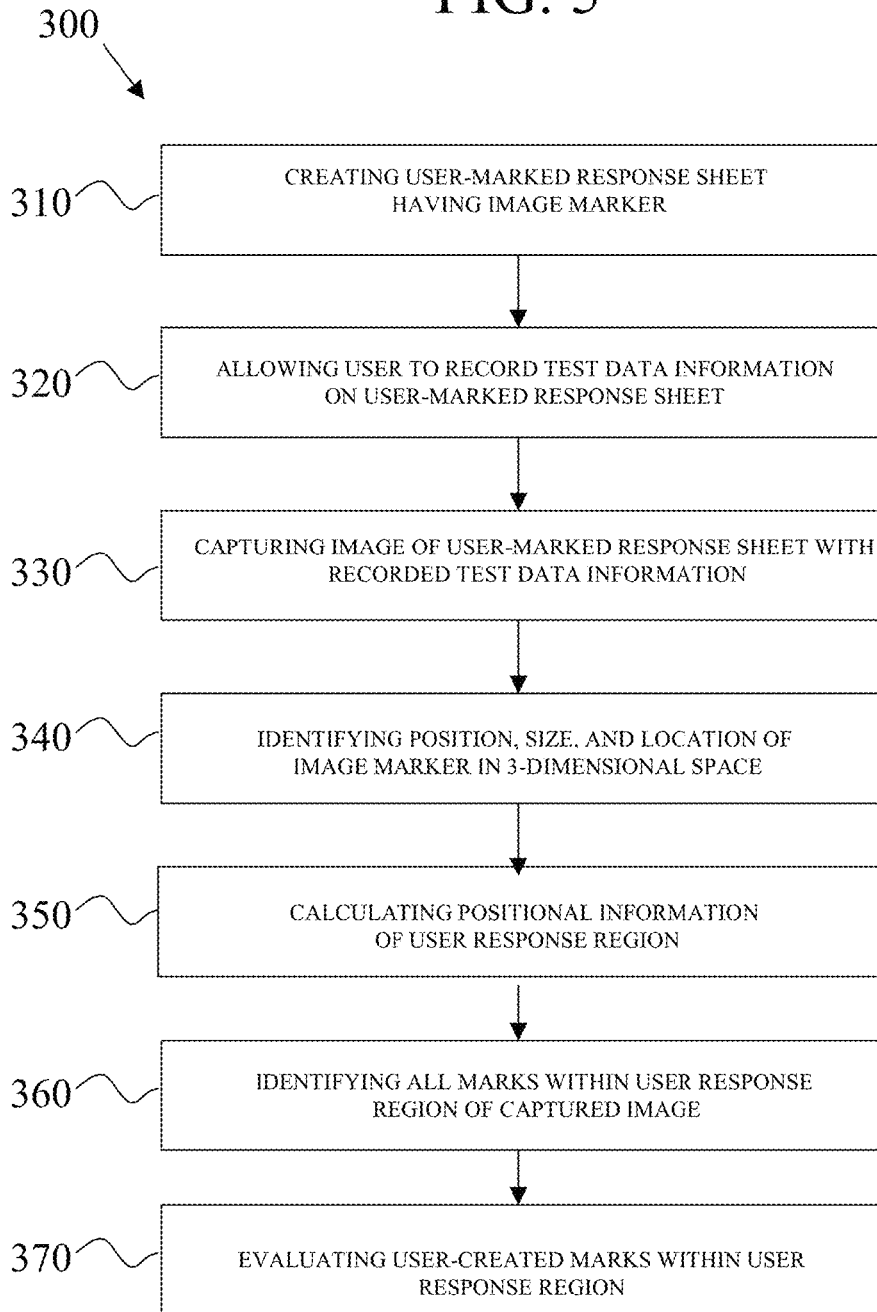 FIG.
300
310
CREATING USER-MARKED RESPONSE SHEET
HAVING IMAGE MARKER
320
ALLOWING USER TO RECORD TEST DATA INFORMATION
ON USER-MARKED RESPONSE SHEET
330
CAPTURING IMAGE OF USER-MARKED RESPONSE SHEET WITH
RECORDED TEST DATA INFORMATION
340
IDENTIFYING POSITION, SIZE, AND LOCATION OF
IMAGE MARKER IN 3-DIMENSIONAL SPACE
350
CALCULATING POSITIONAL INFORMATION
OF USER RESPONSE REGION
360
IDENTIFYING ALL MARKS WITHIN USER RESPONSE
REGION OF CAPTURED IMAGE
370
EVALUATING USER-CREATED MARKS WITHIN USER
RESPONSE REGION